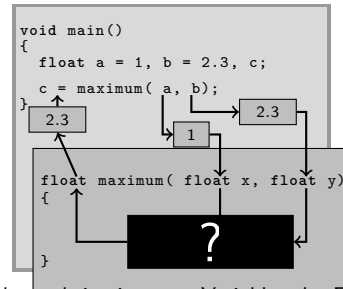 void main()
{
float a = 1, b = 2.3, c;
c = maximum( a, b);
}
2.3
2.3
1
float maximum( float x, float y)
{
?
}